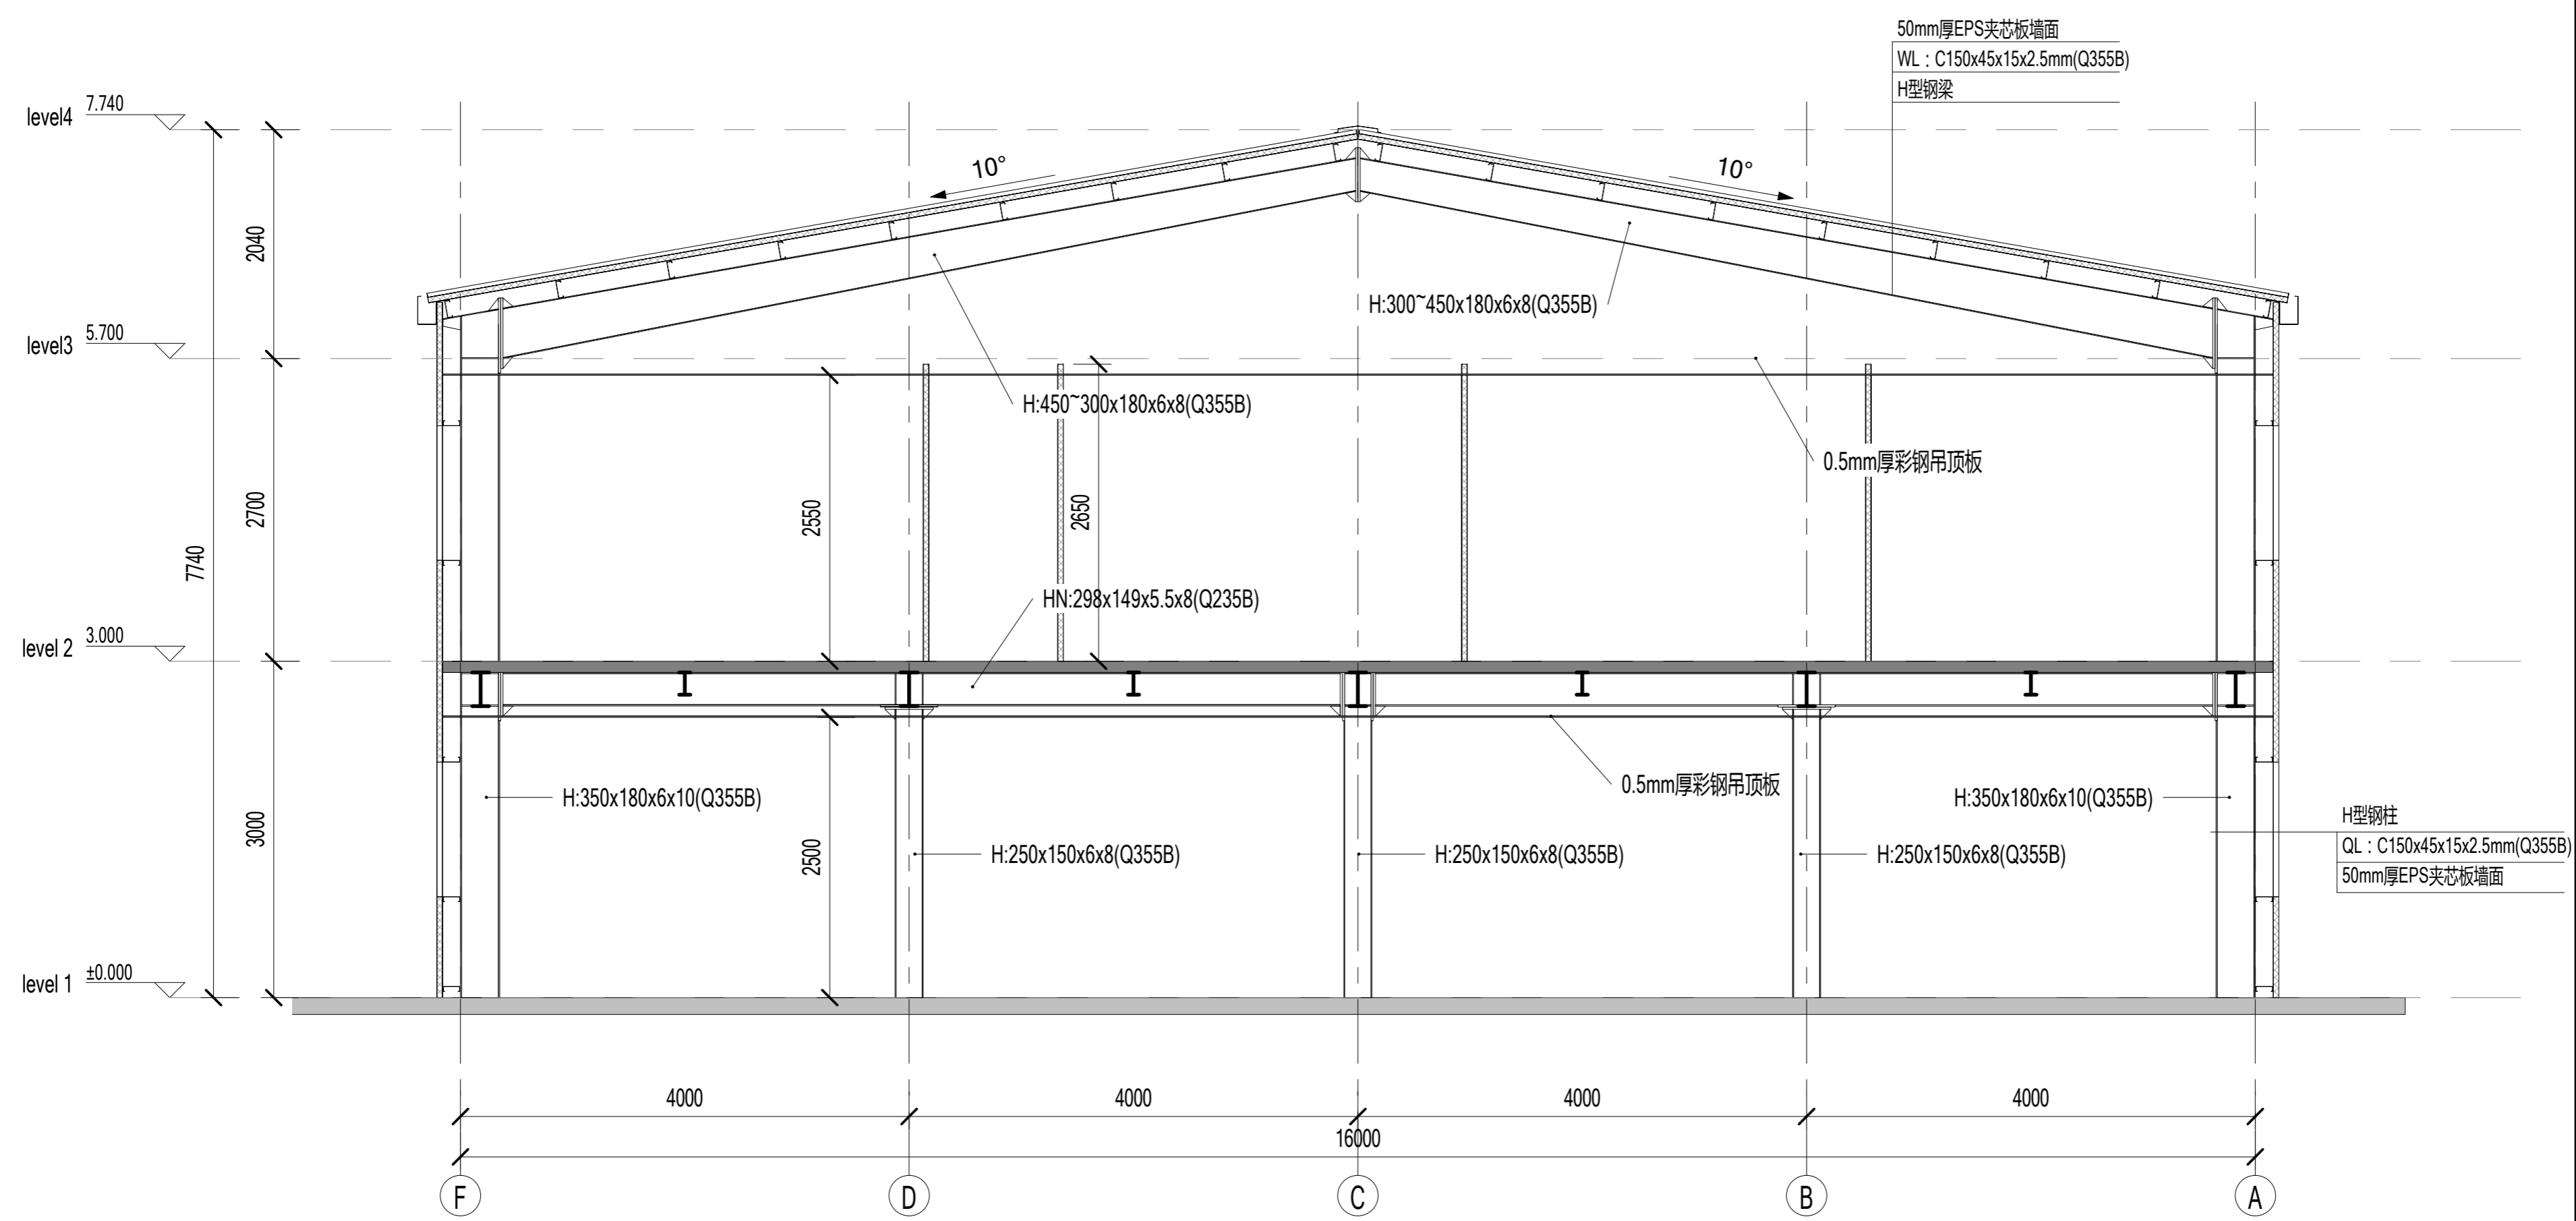 50mm厚EPS夹芯板墙面
WL：C150x45x15x2.5mm(Q355B)
H型钢梁
level4
7.740
10°
10°
2040
H:300~450x180x6x8(Q355B)
level3
5.700
H:450~300x180x6x8(Q355B)
0.5mm厚彩钢吊顶板
2700
2550
2650
7740
HN:298x149x5.5x8(Q235B)
level 2
3.000
0.5mm厚彩钢吊顶板
H:350x180x6x10(Q355B)
H:350x180x6x10(Q355B)
H型钢柱
QL：C150x45x15x2.5mm(Q355B)
50mm厚EPS夹芯板墙面
3000
2500
H:250x150x6x8(Q355B)
H:250x150x6x8(Q355B)
H:250x150x6x8(Q355B)
level 1
±0.000
4000
4000
4000
4000
16000
F
D
C
B
A